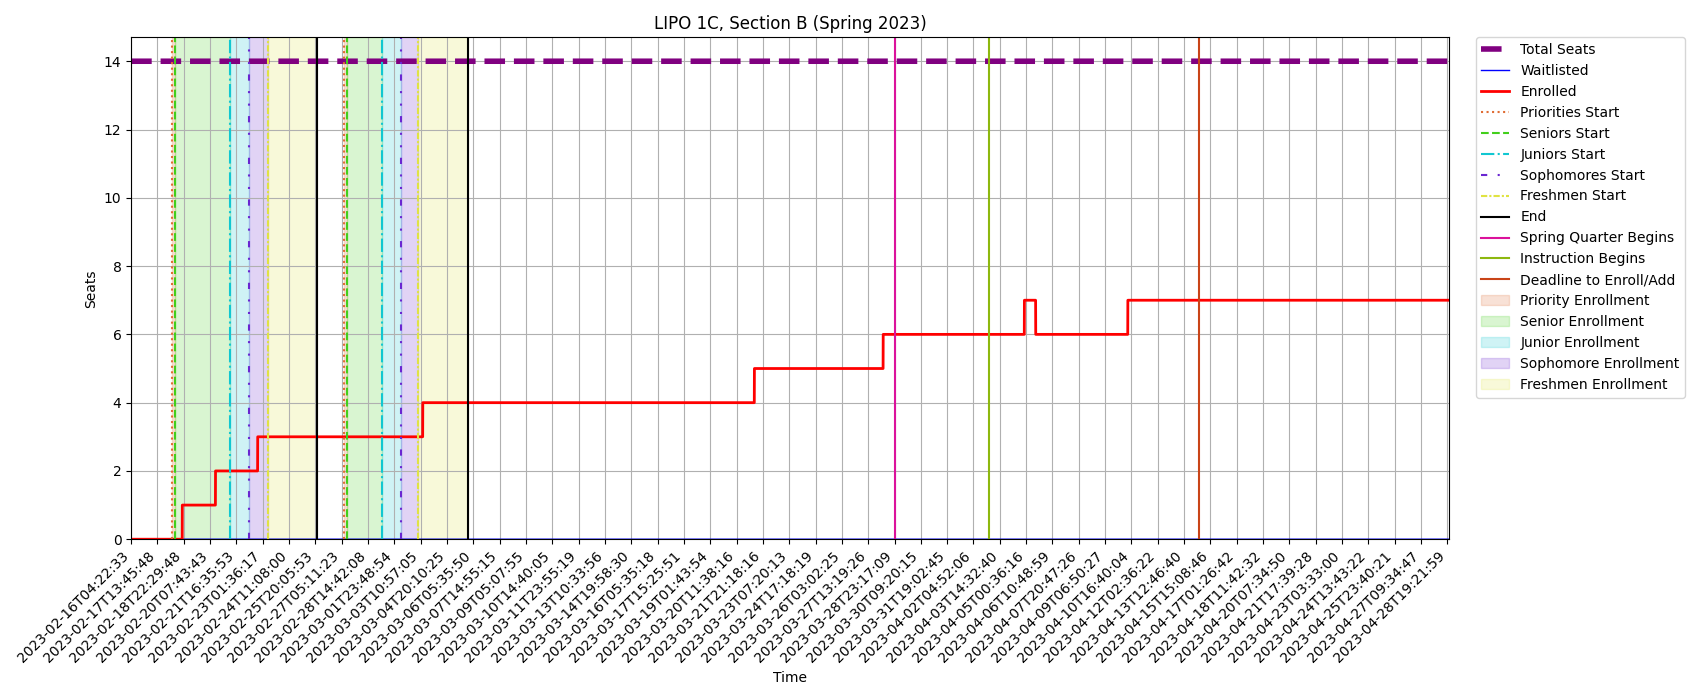 LIPO 1C, Section B (Spring 2023)
Seats
14
12
10
8
6
4
2
0
2023-02-16T04:22:33
2023-02-17T13:45:48
2023-02-18T22:29:48
2023-02-20T07:43:43
2023-02-21T16:35:53
2023-02-23T01:36:17
2023-02-24T11:08:00
2023-02-25T20:05:53
2023-02-27T05:11:23
2023-02-28T14:42:08
2023-03-01T23:48:54
2023-03-03T10:57:05
2023-03-04T20:10:25
2023-03-06T05:35:50
2023-03-07T14:55:15
2023-03-09T05:07:55
2023-03-10T14:40:05
2023-03-11T23:55:19
2023-03-13T10:33:56
2023-03-14T19:58:30
2023-03-16T05:35:18
2023-03-17T15:25:51
2023-03-19T01:43:54
2023-03-20T11:38:16
2023-03-21T21:18:16
2023-03-23T07:20:13
2023-03-24T17:18:19
2023-03-26T03:02:25
2023-03-27T13:19:26
2023-03-28T23:17:09
2023-03-30T09:20:15
2023-03-31T19:02:45
2023-04-02T04:52:06
2023-04-03T14:32:40
2023-04-05T00:36:16
2023-04-06T10:48:59
2023-04-07T20:47:26
2023-04-09T06:50:27
2023-04-10T16:40:04
2023-04-12T02:36:22
2023-04-13T12:46:40
2023-04-15T15:08:46
2023-04-17T01:26:42
2023-04-18T11:42:32
2023-04-20T07:34:50
2023-04-21T17:39:28
2023-04-23T03:33:00
2023-04-24T13:43:22
2023-04-25T23:40:21
2023-04-27T09:34:47
2023-04-28T19:21:59
Time
Total Seats
Waitlisted
Enrolled
Priorities Start
Seniors Start
Juniors Start
Sophomores Start
Freshmen Start
End
Spring Quarter Begins
Instruction Begins
Deadline to Enroll/Add
Priority Enrollment
Senior Enrollment
Junior Enrollment
Sophomore Enrollment
Freshmen Enrollment